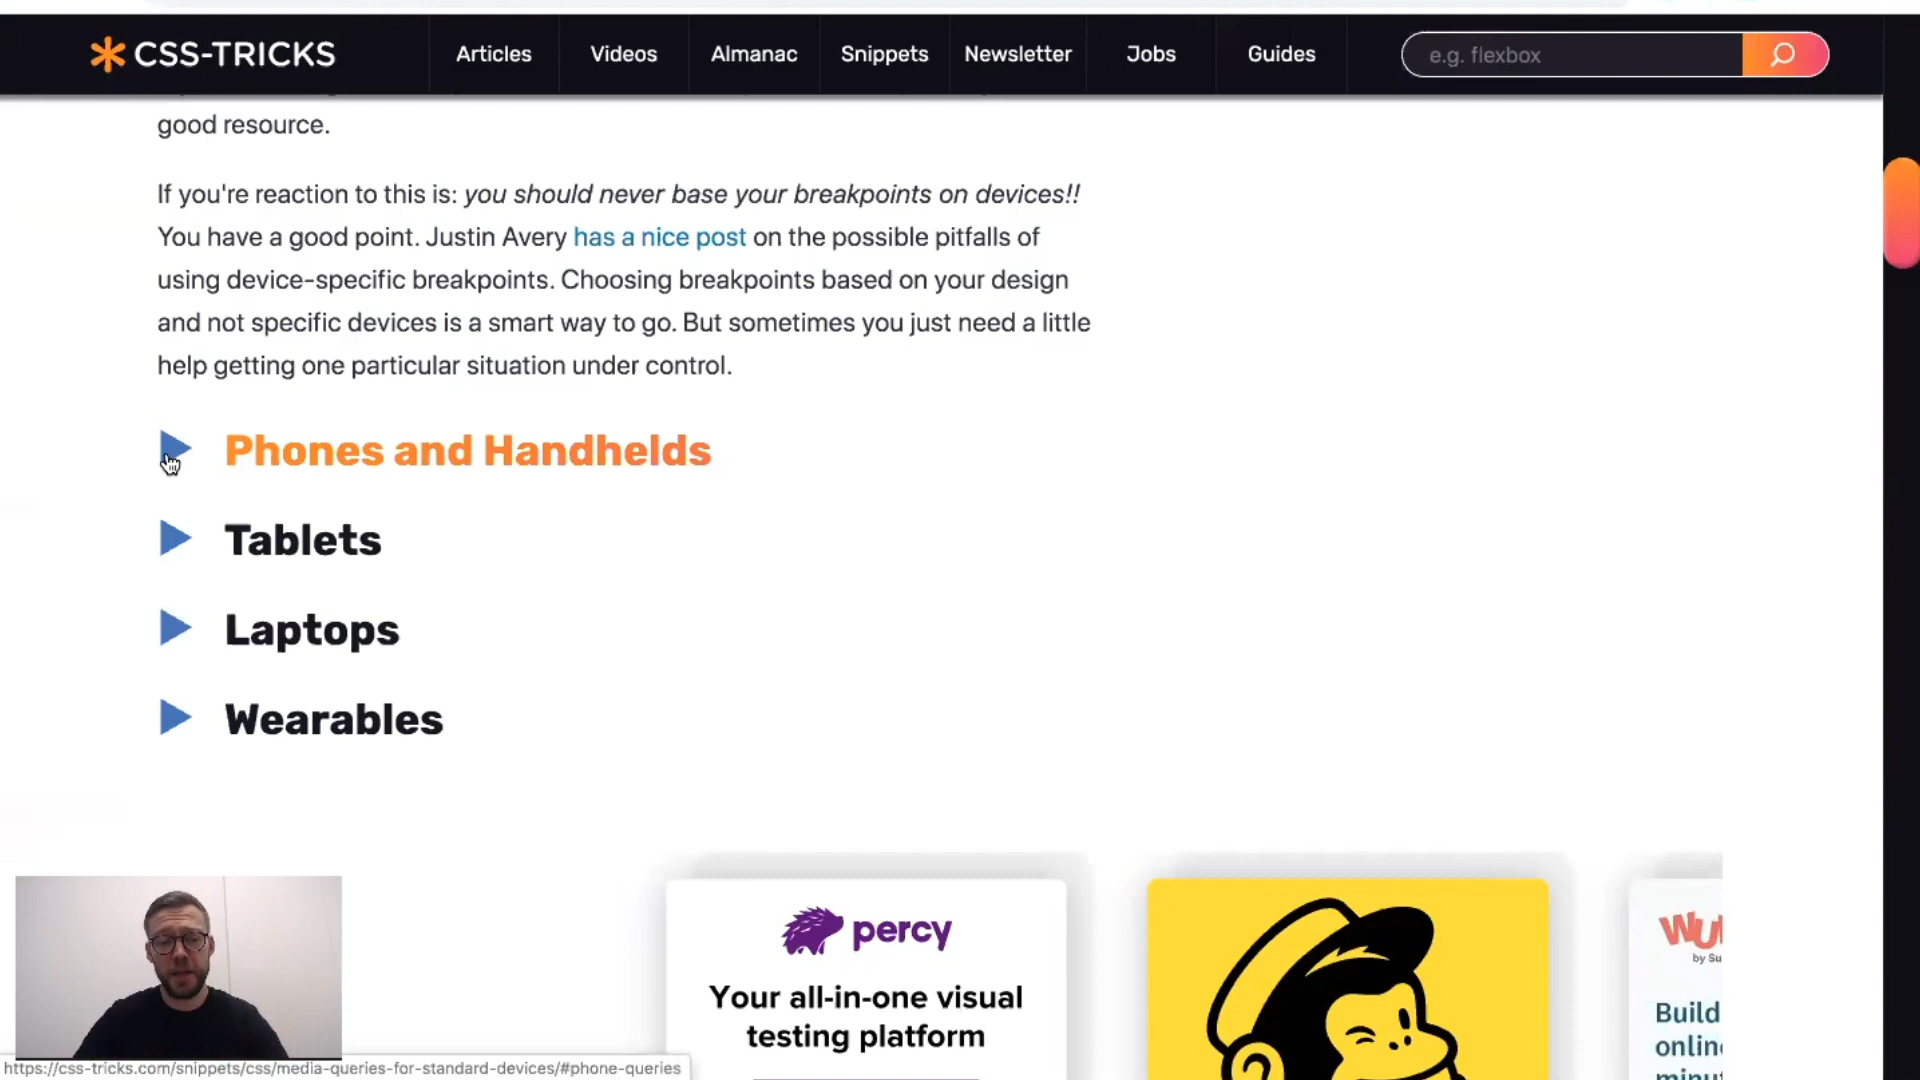 CSS-TRICKS
Articles
Videos
Almanac
Snippets
Newsletter
Jobs
Guides
e.g. flexbox
good resource.
If you're reaction to this is: you should never base your breakpoints on devices!!
You have a good point. Justin Avery has a nice post on the possible pitfalls of
using device-specific breakpoints. Choosing breakpoints based on your design
and not specific devices is a smart way to go. But sometimes you just need a little
help getting one particular situation under control.
Phones and Handhelds
Tablets
Laptops
Wearables
percy
Your all-in-one visual
testing platform
by Su
Build
https://css-tricks.com/snippets/css/media-queries-for-standard-devices/#phone-queries